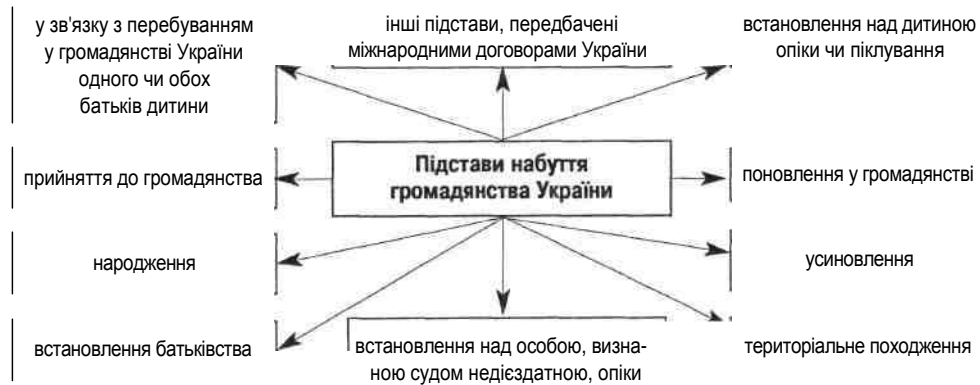 у зв'язку з перебуванням
у громадянстві України
одного чи обох
батьків дитини
інші підстави, передбачені
міжнародними договорами України
встановлення над дитиною
опіки чи піклування
прийняття до громадянства
Підстави набуття
громадянства України
поновлення у громадянстві
народження
усиновлення
встановлення батьківства
встановлення над особою, визна-
ною судом недієздатною, опіки
територіальне походження